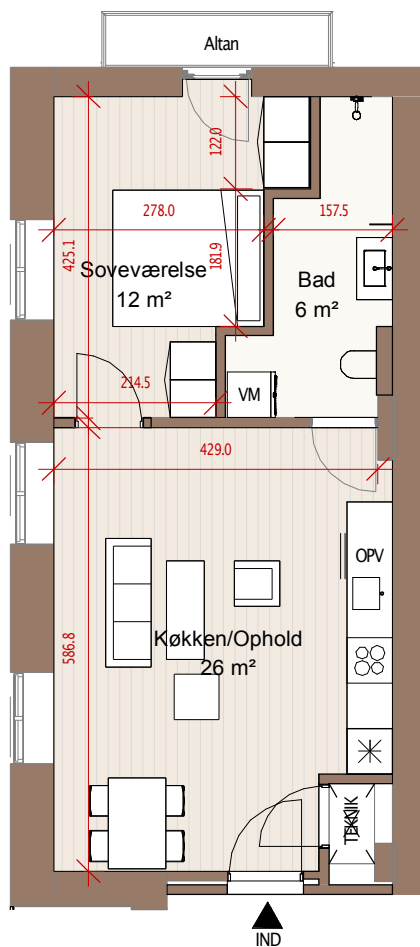 Altan
122.0
278.0
157.5
425.1
181.9
Soveværelse
12 m²
Bad
6 m²
214.5
VM
429.0
OPV
586.8
Køkken/Ophold
26 m²
TEKNIK
IND